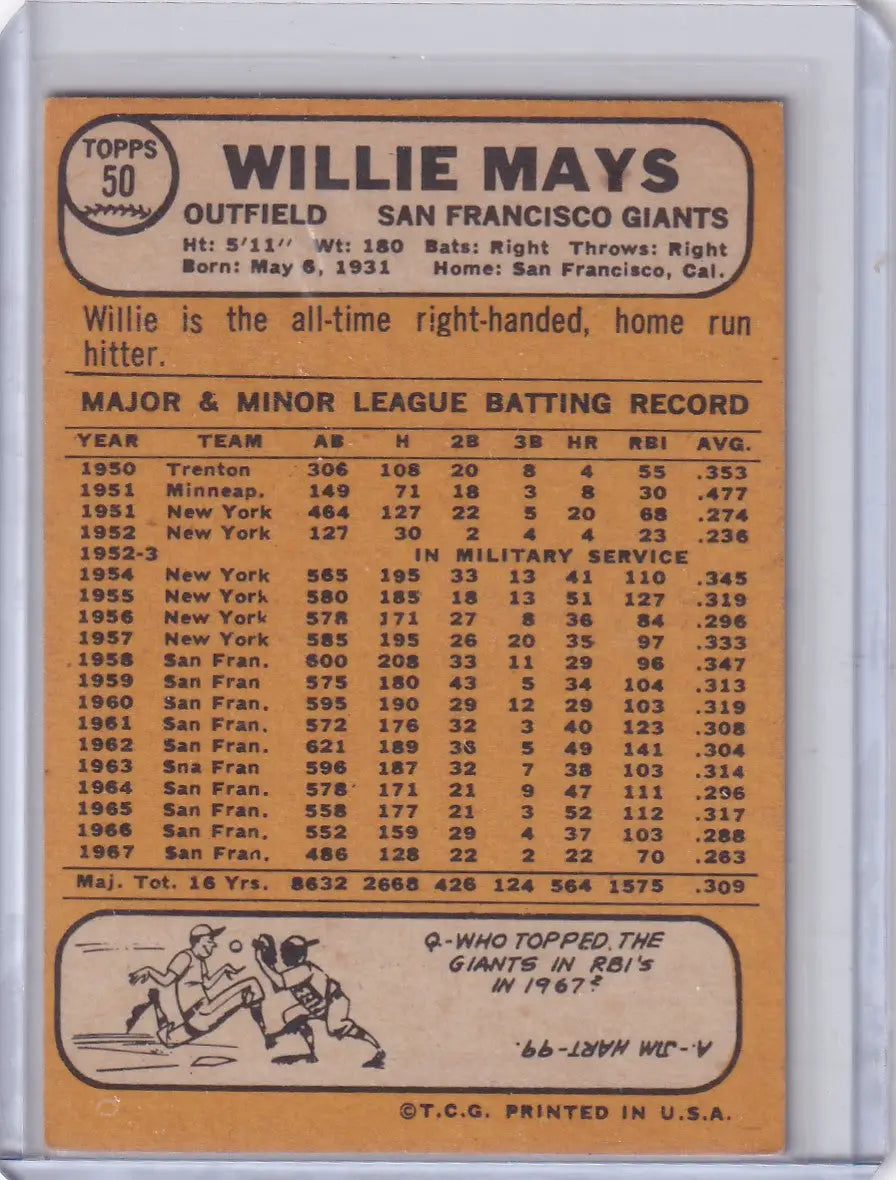 TOPPS
50
WILLIE MAYS
OUTFIELD SAN FRANCISCO GIANTS
Ht: 5'11" Wt: 180 Bats: Right Throws: Right
Born: May 6, 1931 Home: San Francisco, Cal.
Willie is the all-time right-handed, home run
hitter.
MAJOR & MINOR LEAGUE BATTING RECORD
YEAR TEAM AB H 2B 3B HR RBI AVG.
1950 Trenton 306 108 20 8 4 55 .353
1951 Minneap. 149 71 18 3 8 30 .477
1951 New York 464 127 22 5 20 68 .274
1952 New York 127 30 2 4 4 23 .236
1952-3 IN MILITARY SERVICE
1954 New York 565 195 33 13 41 110 .345
1955 New York 580 185 18 13 51 127 .319
1956 New York 578 171 27 8 36 84 .296
1957 New York 585 195 26 20 35 97 .333
1958 San Fran. 600 208 33 11 29 96 .347
1959 San Fran 575 180 43 5 34 104 .313
1960 San Fran. 595 190 29 12 29 103 .319
1961 San Fran. 572 176 32 3 40 123 .308
1962 San Fran. 621 189 36 5 49 141 .304
1963 Sna Fran 596 187 32 7 38 103 .314
1964 San Fran. 578 171 21 9 47 111 .296
1965 San Fran. 558 177 21 3 52 112 .317
1966 San Fran. 552 159 29 4 37 103 .288
1967 San Fran. 486 128 22 2 22 70 .263
Maj. Tot. 16 Yrs. 8632 2668 426 124 564 1575 .309
Q-WHO TOPPED THE
GIANTS IN RBI'S
IN 1967?
A-JIM HART-99.
©T.C.G. PRINTED IN U.S.A.